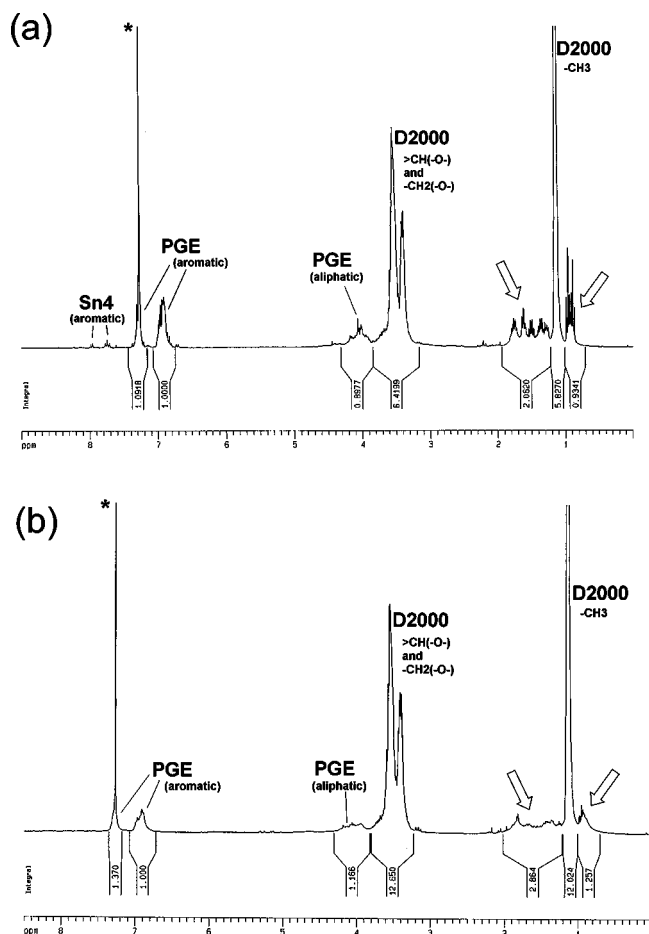 (a)
*
D2000
-CH3
D2000
>CH(-O-)
and
-CH2(-O-)
PGE
(aromatic)
PGE
(aliphatic)
Sn4
(aromatic)
Integral
1.0918
1.0000
0.8977
6.4199
2.0620
5.8270
0.9341
ppm 8 7 6 5 4 3 2 1
(b)
*
D2000
-CH3
D2000
>CH(-O-)
and
-CH2(-O-)
PGE
(aromatic)
PGE
(aliphatic)
Integral
1.370
1.000
1.166
12.650
2.864
12.024
1.257
ppm 8 7 6 5 4 3 2 1